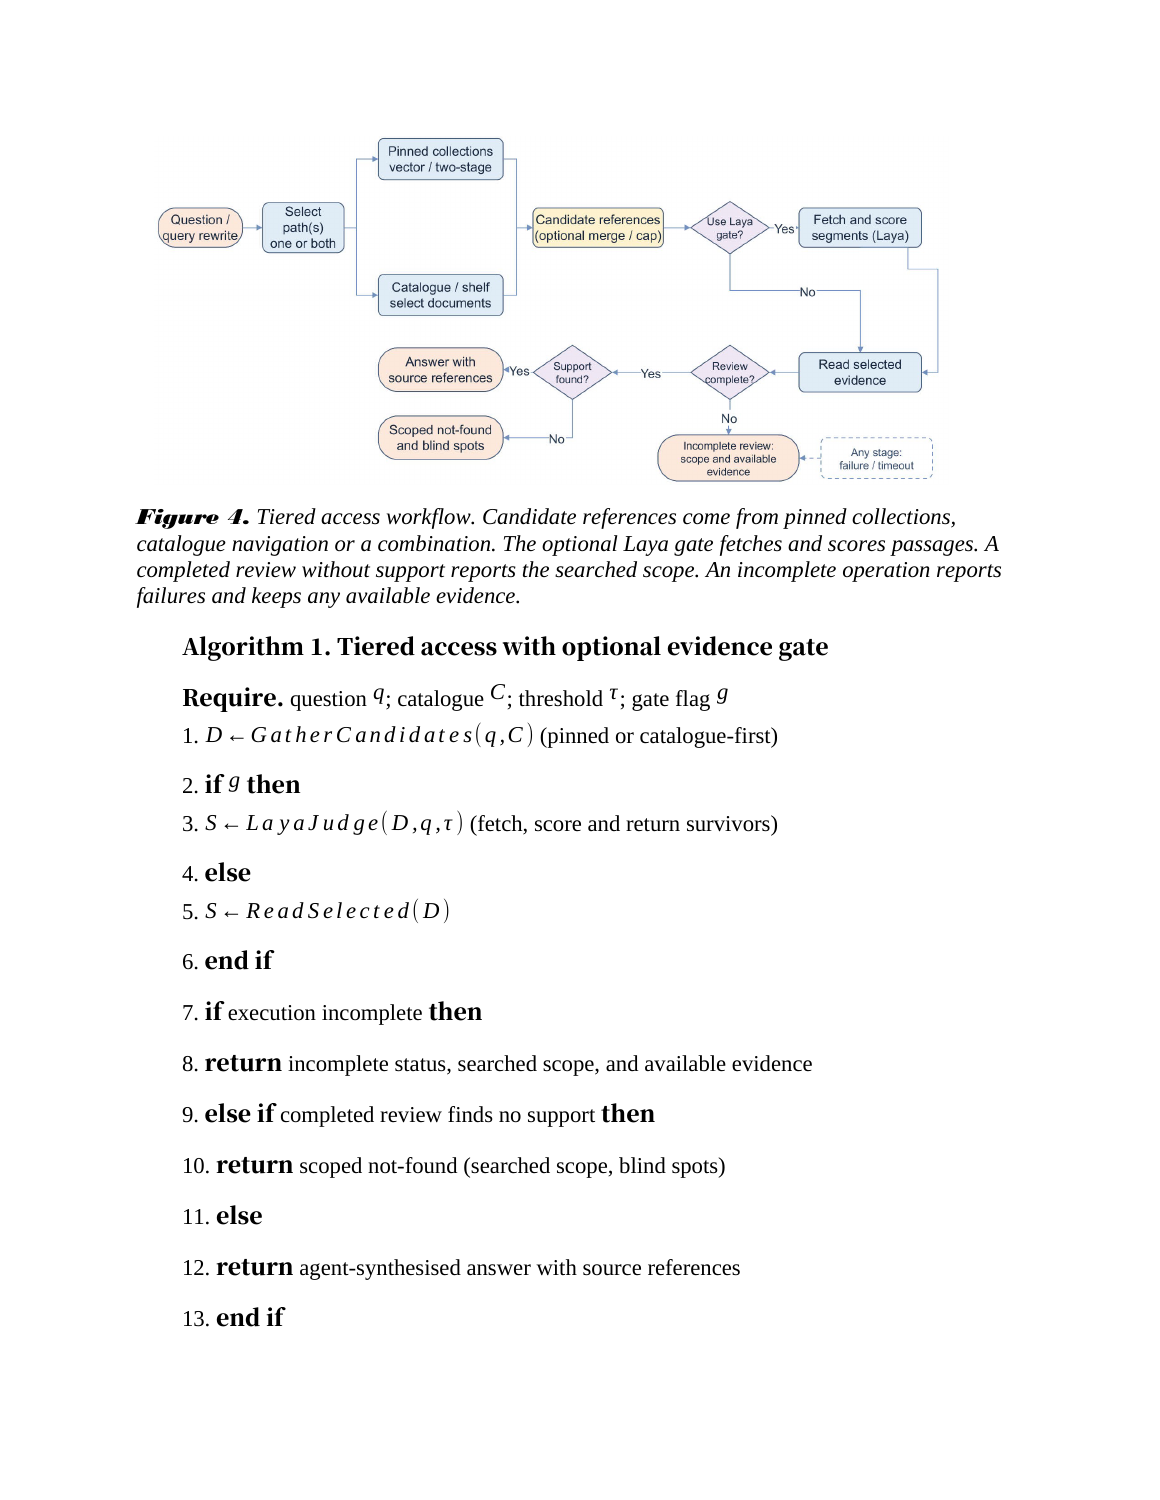 Pinned collections
vector / two-stage
Question /
query rewrite
Select
path(s)
one or both
Candidate references
(optional merge / cap)
Use Laya
gate?
Yes
Fetch and score
segments (Laya)
Catalogue / shelf
select documents
No
Answer with
source references
Yes
Support
found?
Yes
Review
complete?
Read selected
evidence
Scoped not-found
and blind spots
No
No
Incomplete review:
scope and available
evidence
Any stage:
failure / timeout
Figure 4. Tiered access workflow. Candidate references come from pinned collections,
catalogue navigation or a combination. The optional Laya gate fetches and scores passages. A
completed review without support reports the searched scope. An incomplete operation reports
failures and keeps any available evidence.
Algorithm 1. Tiered access with optional evidence gate
Require. question q; catalogue C; threshold τ; gate flag g
1. D ← GatherCandidates(q,C) (pinned or catalogue-first)
2. if g then
3. S ← LayaJudge(D,q,τ) (fetch, score and return survivors)
4. else
5. S ← ReadSelected(D)
6. end if
7. if execution incomplete then
8. return incomplete status, searched scope, and available evidence
9. else if completed review finds no support then
10. return scoped not-found (searched scope, blind spots)
11. else
12. return agent-synthesised answer with source references
13. end if